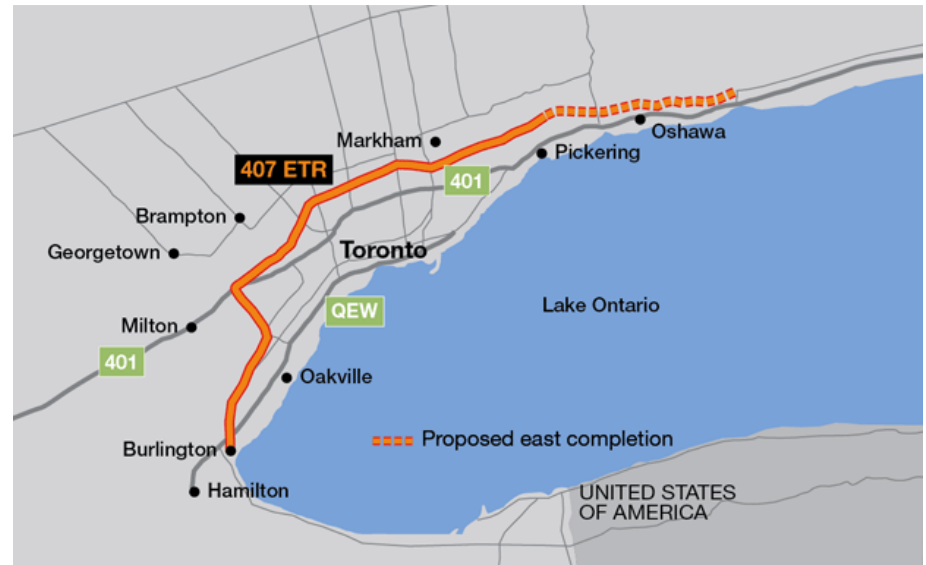 Oshawa
Markham
Pickering
407 ETR
401
Brampton
Georgetown
Toronto
Lake Ontario
QEW
Milton
401
Oakville
Proposed east completion
Burlington
Hamilton
UNITED STATES
OF AMERICA